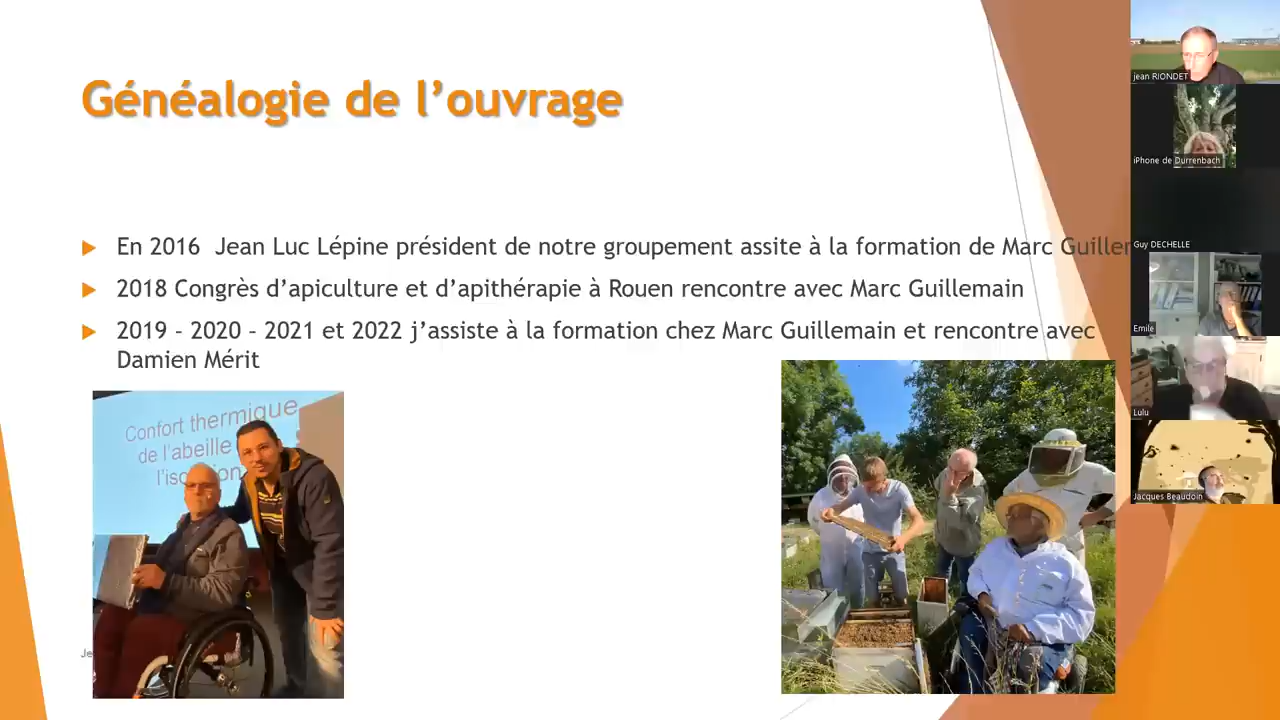 Généalogie de l’ouvrage
En 2016 Jean Luc Lépine président de notre groupement assite à la formation de Marc Guillem
2018 Congrès d’apiculture et d’apithérapie à Rouen rencontre avec Marc Guillemain
2019 - 2020 – 2021 et 2022 j’assiste à la formation chez Marc Guillemain et rencontre avec
Damien Mérit
Confort thermique
de l'abeille
Je
jean RIONDET
iPhone de Durrenbach
Guy DECHELLE
Emile
Lulu
Jacques Beaudoin